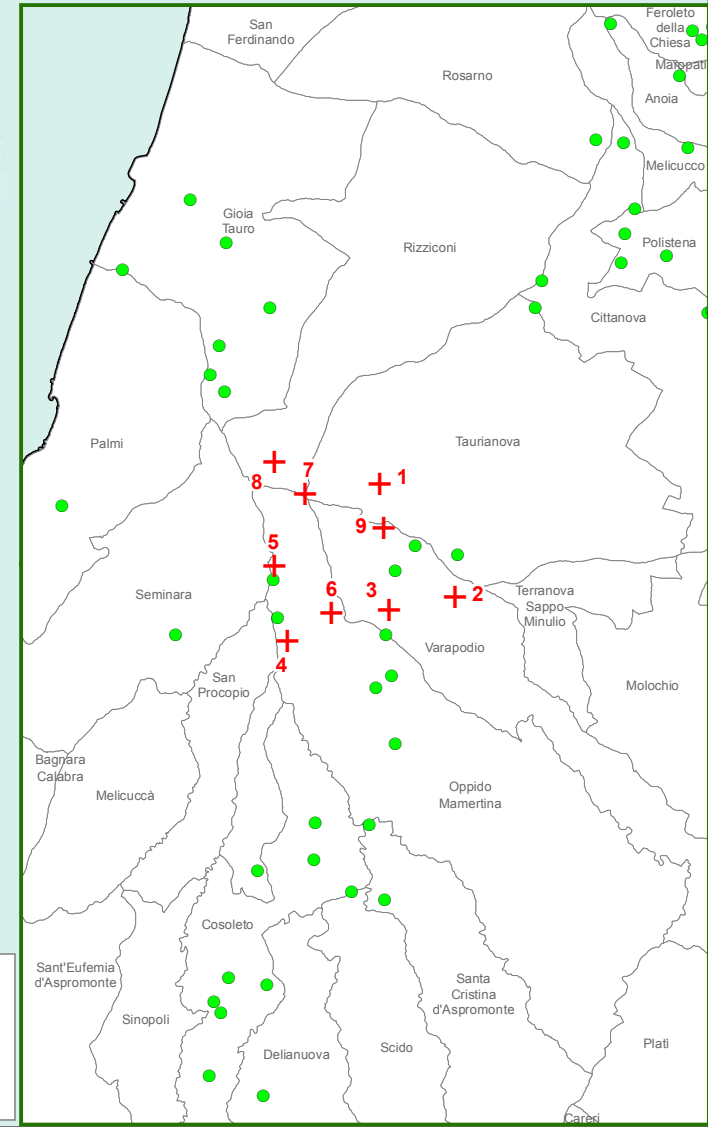 San
Ferdinando
Feroleto
della
Chiesa
Maropati
Rosarno
Anoia
Melicucco
Gioia
Tauro
Rizziconi
Polistena
Cittanova
Palmi
Taurianova
8
7
1
9
5
6
3
2
4
Seminara
Terranova
Sappo
Minulio
Varapodio
San
Procopio
Molochio
Bagnara
Calabra
Melicuccà
Oppido
Mamertina
Cosoleto
Sant'Eufemia
d'Aspromonte
Santa
Cristina
d'Aspromonte
Sinopoli
Delianuova
Scido
Platì
Careri